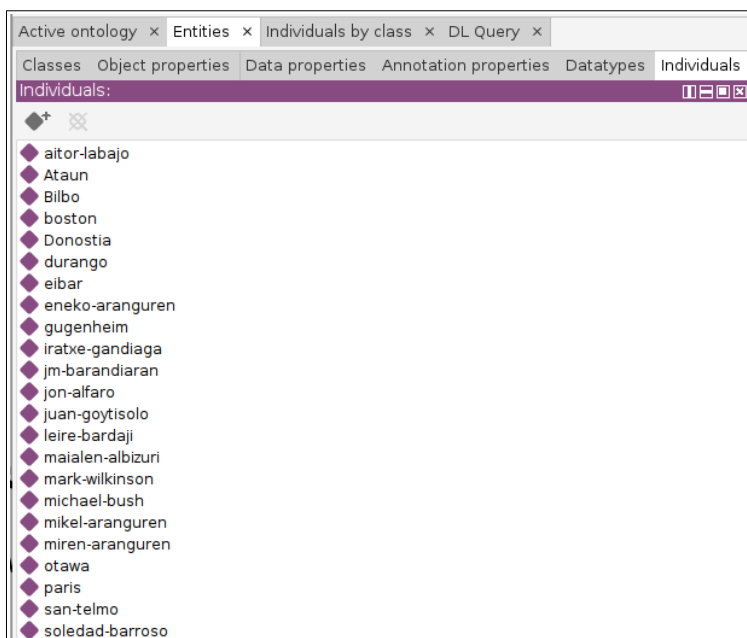 Active ontology × Entities × Individuals by class × DL Query ×
Classes Object properties Data properties Annotation properties Datatypes Individuals
Individuals:
aitor-labajo
Ataun
Bilbo
boston
Donostia
durango
eibar
eneko-aranguren
gugenheim
iratxe-gandiaga
jm-barandiaran
jon-alfaro
juan-goytisolo
leire-bardaji
maialen-albizuri
mark-wilkinson
michael-bush
mikel-aranguren
miren-aranguren
otawa
paris
san-telmo
soledad-barroso